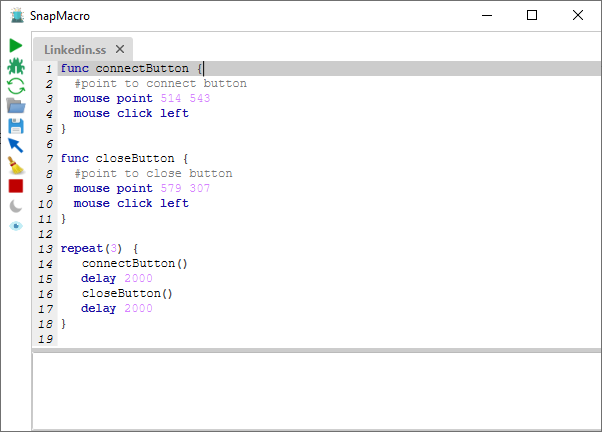 SnapMacro
Linkedin.ss
1 func connectButton {
2 #point to connect button
3 mouse point 514 543
4 mouse click left
5 }
6
7 func closeButton {
8 #point to close button
9 mouse point 579 307
10 mouse click left
11 }
12
13 repeat(3) {
14 connectButton()
15 delay 2000
16 closeButton()
17 delay 2000
18 }
19